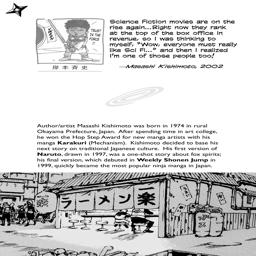 Science Fiction movies are on the
rise again...Right now they rank
at the top of the box office in
revenue, so I was thinking to
myself, "Wow, everyone must really
like Sci Fi..." and then I realized
I'm one of those people too!
—Masashi Kishimoto, 2002
岸本斉史
Author/artist Masashi Kishimoto was born in 1974 in rural
Okayama Prefecture, Japan. After spending time in art college,
he won the Hop Step Award for new manga artists with his
manga Karakuri (Mechanism). Kishimoto decided to base his
next story on traditional Japanese culture. His first version of
Naruto, drawn in 1997, was a one-shot story about fox spirits;
his final version, which debuted in Weekly Shonen Jump in
1999, quickly became the most popular ninja manga in Japan.
ラーメン 一楽